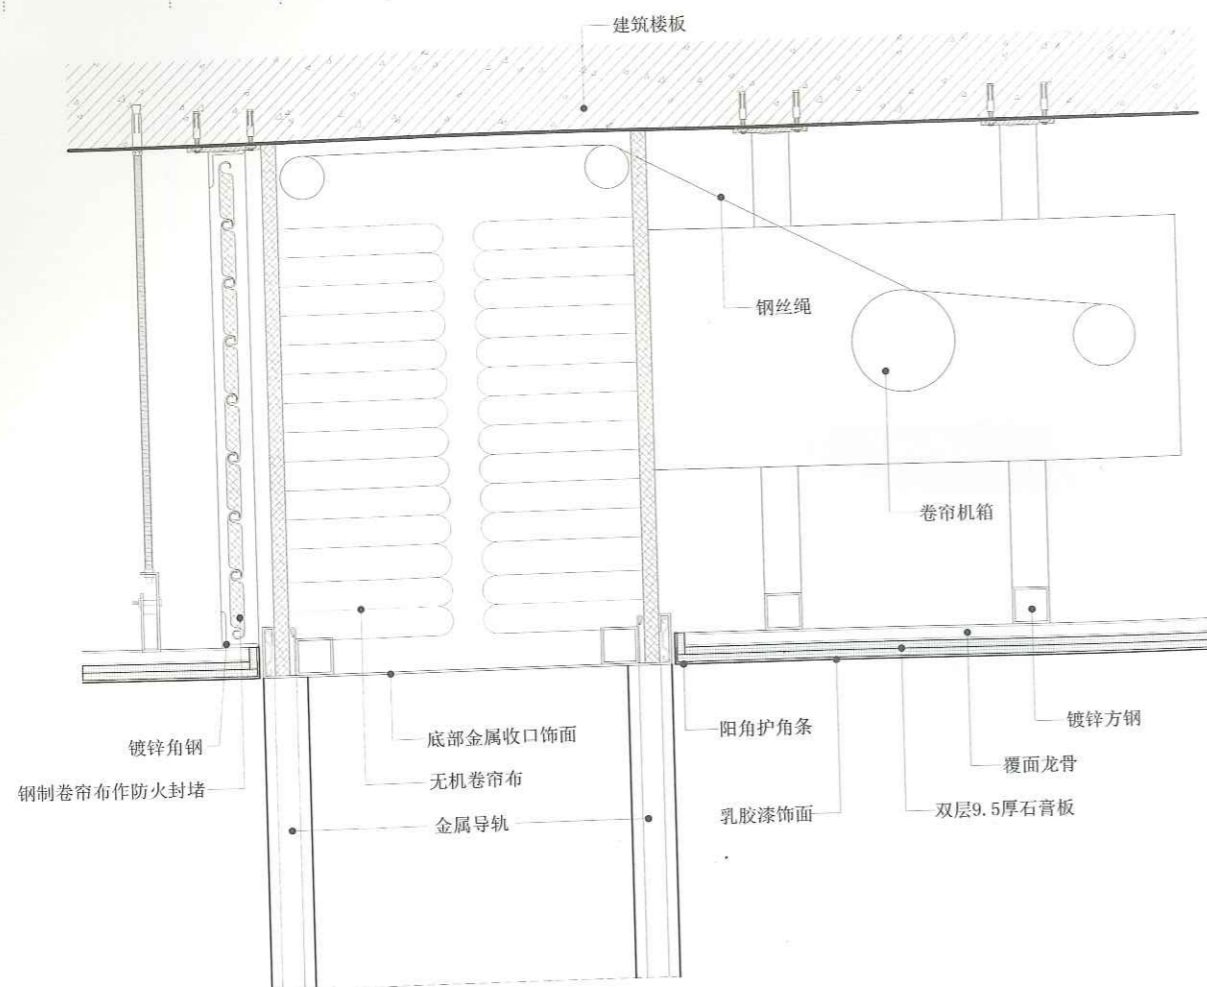 建筑楼板
钢丝绳
卷帘机箱
镀锌角钢
钢制卷帘布作防火封堵
底部金属收口饰面
无机卷帘布
金属导轨
阳角护角条
乳胶漆饰面
镀锌方钢
覆面龙骨
双层9.5厚石膏板